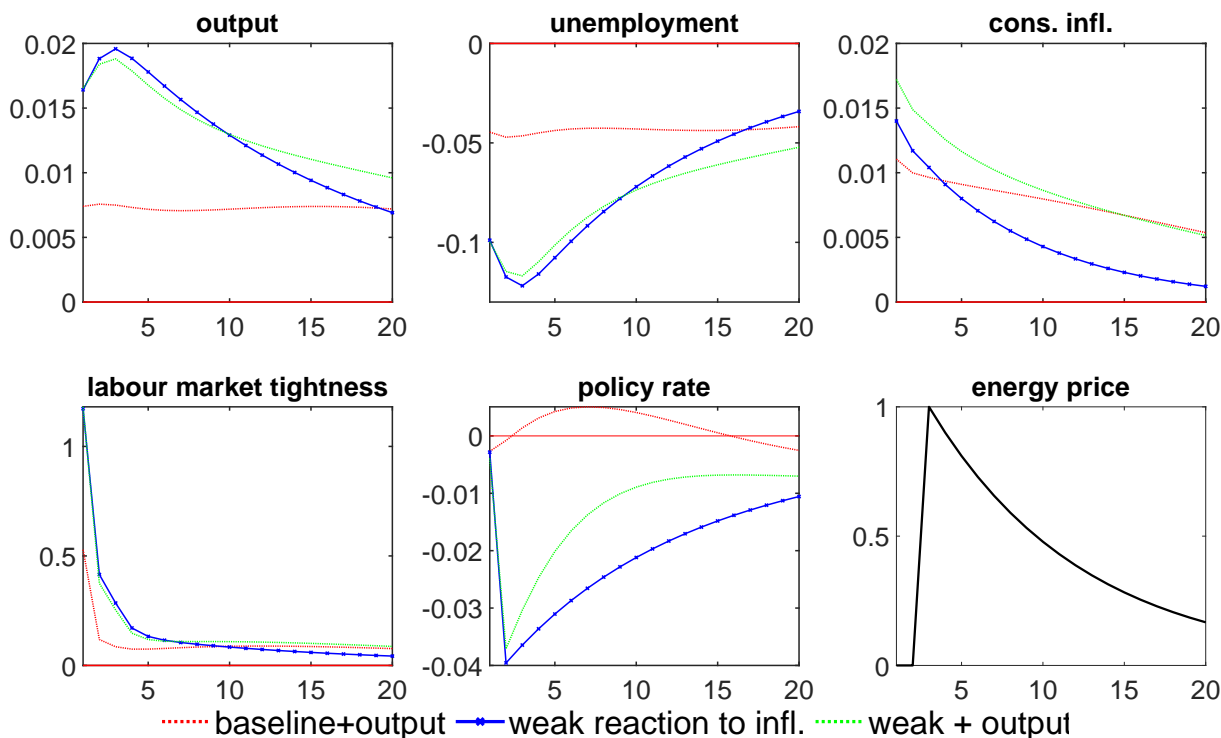 output
unemployment
cons. infl.
0.02
0.015
0.01
0.005
0
5 10 15 20
0
-0.05
-0.1
5 10 15 20
0.02
0.015
0.01
0.005
0
5 10 15 20
labour market tightness
policy rate
energy price
1
0.5
0
5 10 15 20
0
-0.01
-0.02
-0.03
-0.04
5 10 15 20
1
0.5
0
5 10 15 20
baseline+output weak reaction to infl. weak + output